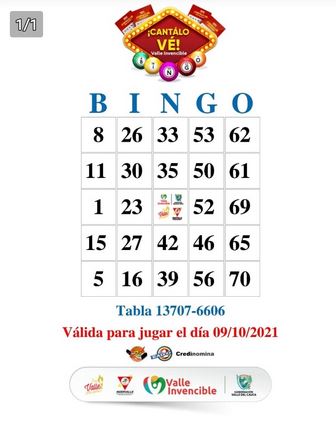 1/1
¡CANTÁLO
Y
VÉ!
Valle Invencible
B I N G O
B I N G O
8 26 33 53 62
11 30 35 50 61
1 23 52 69
15 27 42 46 65
5 16 39 56 70
Tabla 13707-6606
Válida para jugar el día 09/10/2021
Credinomina
Valle
Invencible